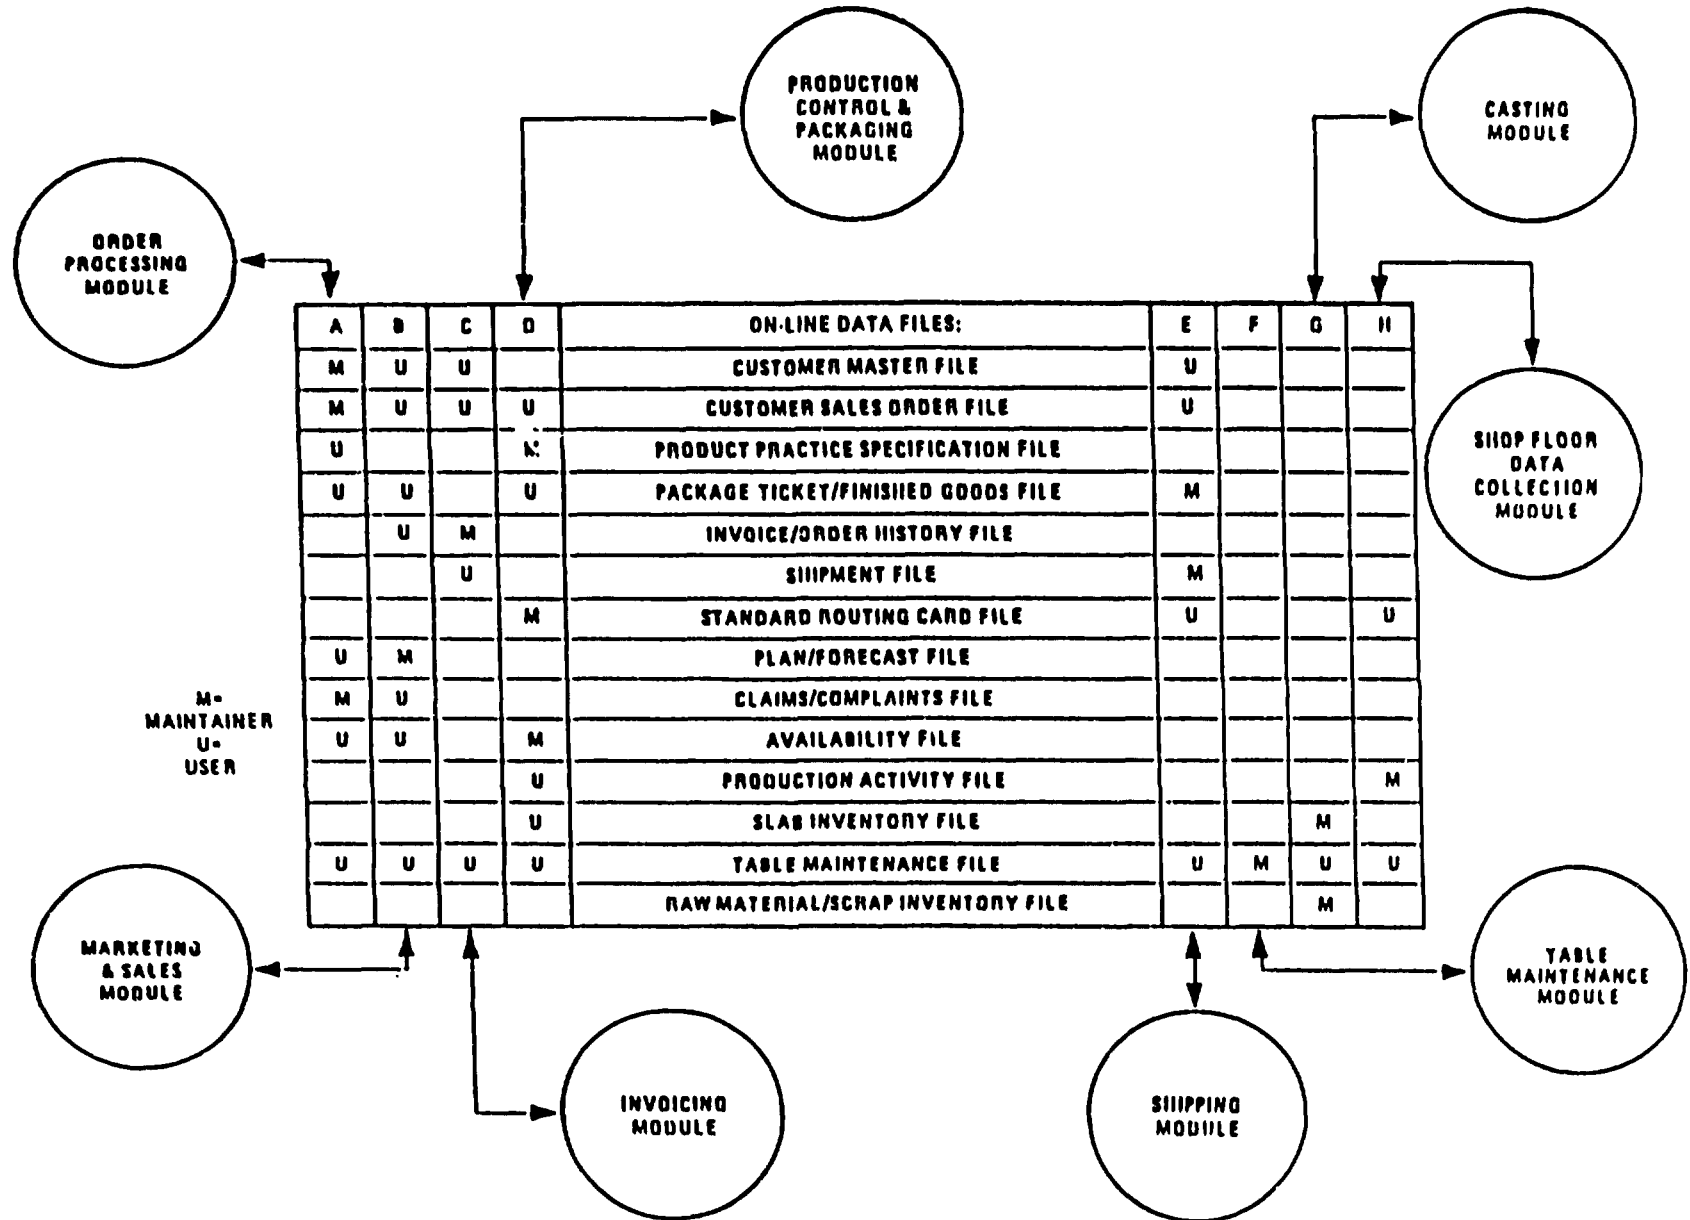 PRODUCTION
CONTROL &
PACKAGING
MODULE
CASTING
MODULE
ORDER
PROCESSING
MODULE
A B C D ON-LINE DATA FILES: E F G H
M U U CUSTOMER MASTER FILE U
M U U U CUSTOMER SALES ORDER FILE U
U PRODUCT PRACTICE SPECIFICATION FILE
U U U PACKAGE TICKET/FINISHED GOODS FILE M
U M INVOICE/ORDER HISTORY FILE
U SHIPMENT FILE M
M STANDARD ROUTING CARD FILE U U
U M PLAN/FORECAST FILE
M U CLAIMS/COMPLAINTS FILE
U U M AVAILABILITY FILE
U PRODUCTION ACTIVITY FILE M
U SLAB INVENTORY FILE M
U U U U TABLE MAINTENANCE FILE U M U U
RAW MATERIAL/SCRAP INVENTORY FILE M
SHOP FLOOR
DATA
COLLECTION
MODULE
M=
MAINTAINER
U=
USER
MARKETING
& SALES
MODULE
TABLE
MAINTENANCE
MODULE
INVOICING
MODULE
SHIPPING
MODULE